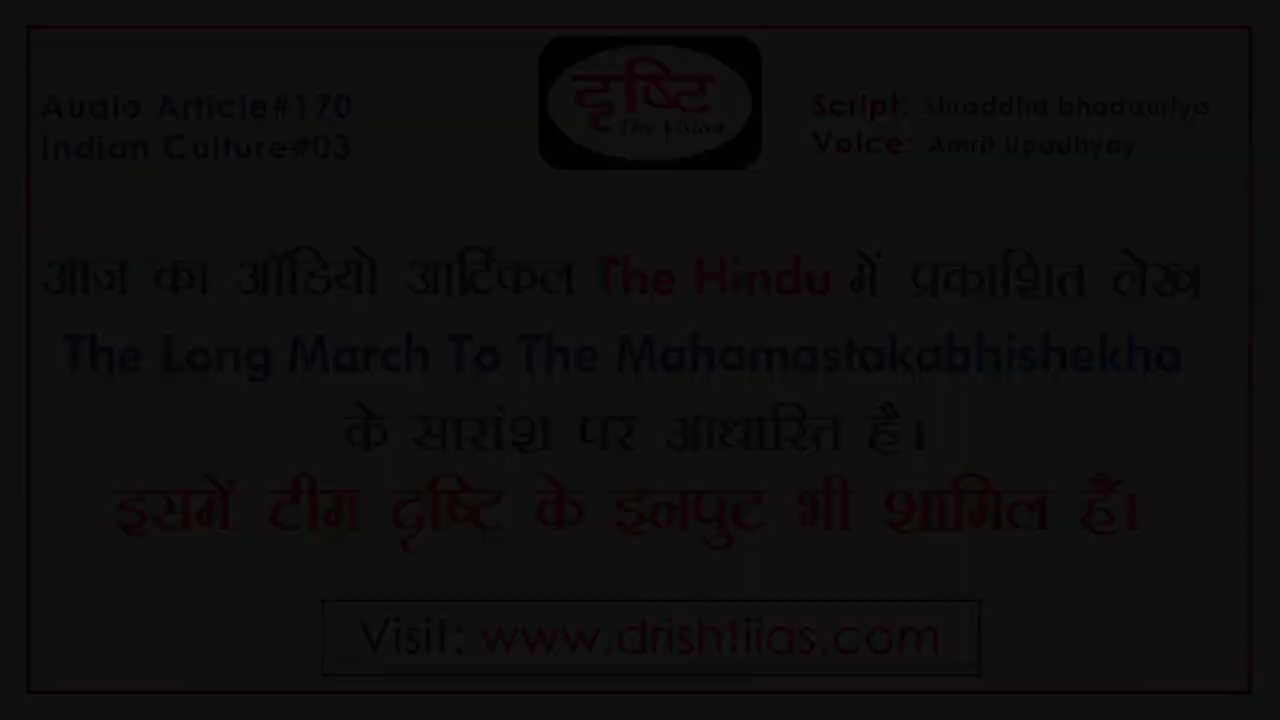 Audio Article#170
Indian Culture#03
दृष्टि
The Vision
Script: Shraddha bhadauriya
Voice: Amrit Upadhyay
आज का ऑडियो आर्टिकल The Hindu में प्रकाशित लेख
The Long March To The Mahamastakabhishekha
के सारांश पर आधारित है।
इसमें टीम दृष्टि के इनपुट भी शामिल हैं।
Visit: www.drishtiias.com